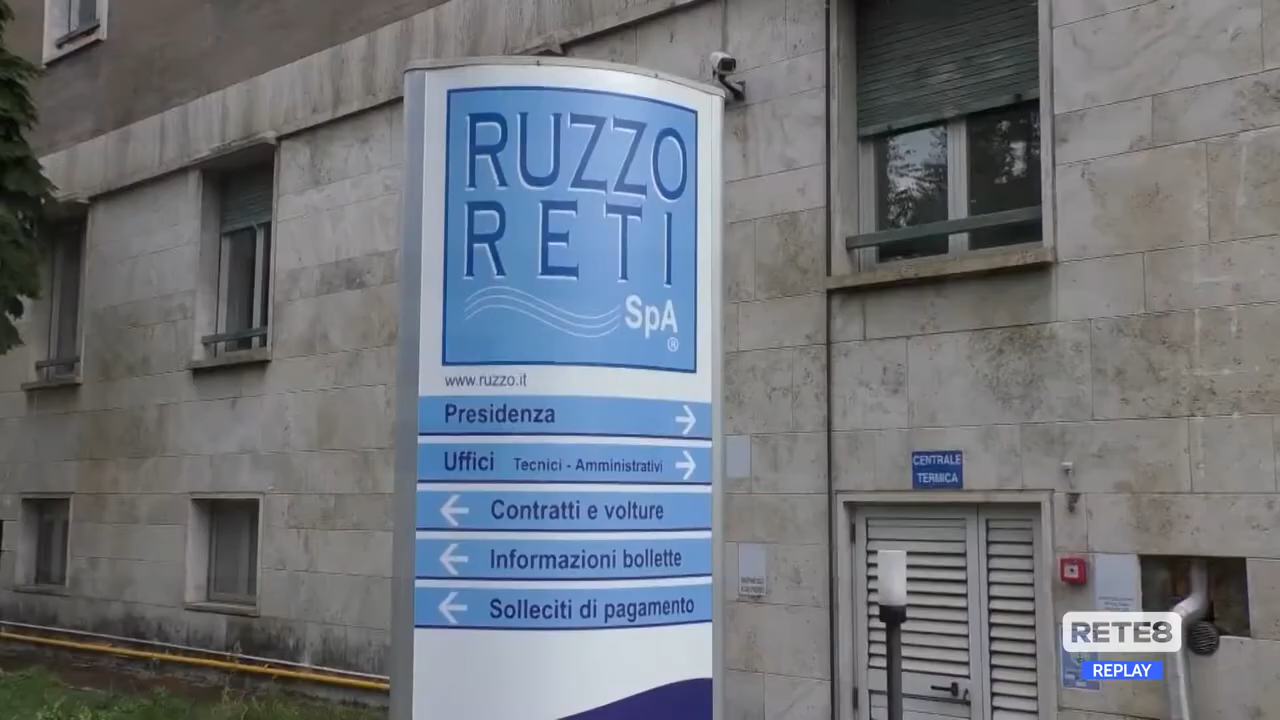 RUZZO
RETI
SpA
®
www.ruzzo.it
Presidenza
Uffici Tecnici - Amministrativi
Contratti e volture
Informazioni bollette
Solleciti di pagamento
CENTRALE
TERMICA
RETE8
REPLAY